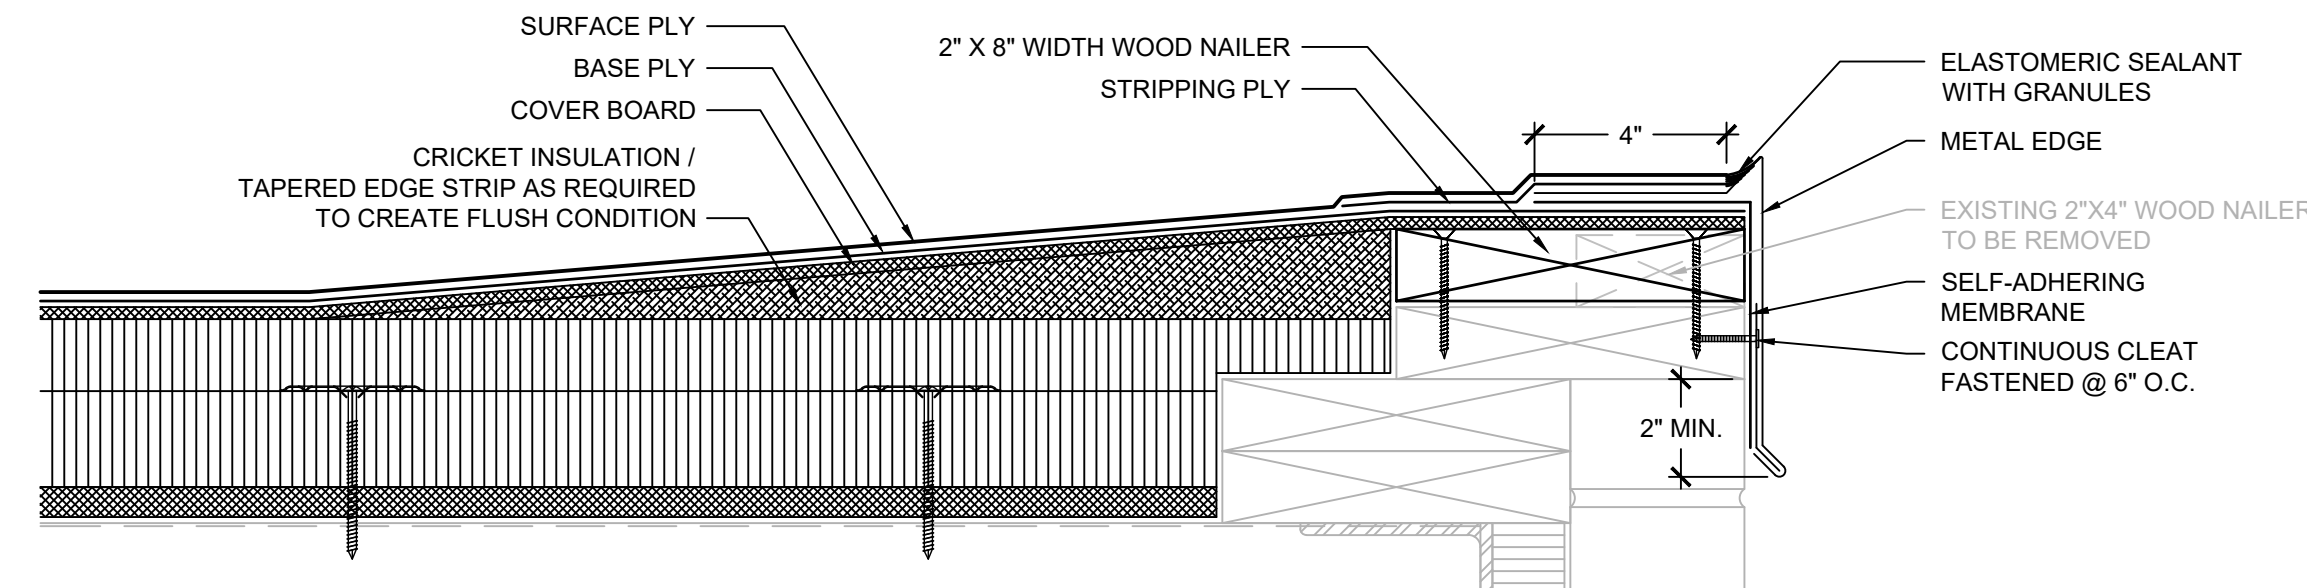 SURFACE PLY
BASE PLY
COVER BOARD
CRICKET INSULATION /
TAPERED EDGE STRIP AS REQUIRED
TO CREATE FLUSH CONDITION
2" X 8" WIDTH WOOD NAILER
STRIPPING PLY
4"
ELASTOMERIC SEALANT
WITH GRANULES
METAL EDGE
EXISTING 2"X4" WOOD NAILER
TO BE REMOVED
SELF-ADHERING
MEMBRANE
CONTINUOUS CLEAT
FASTENED @ 6" O.C.
2" MIN.